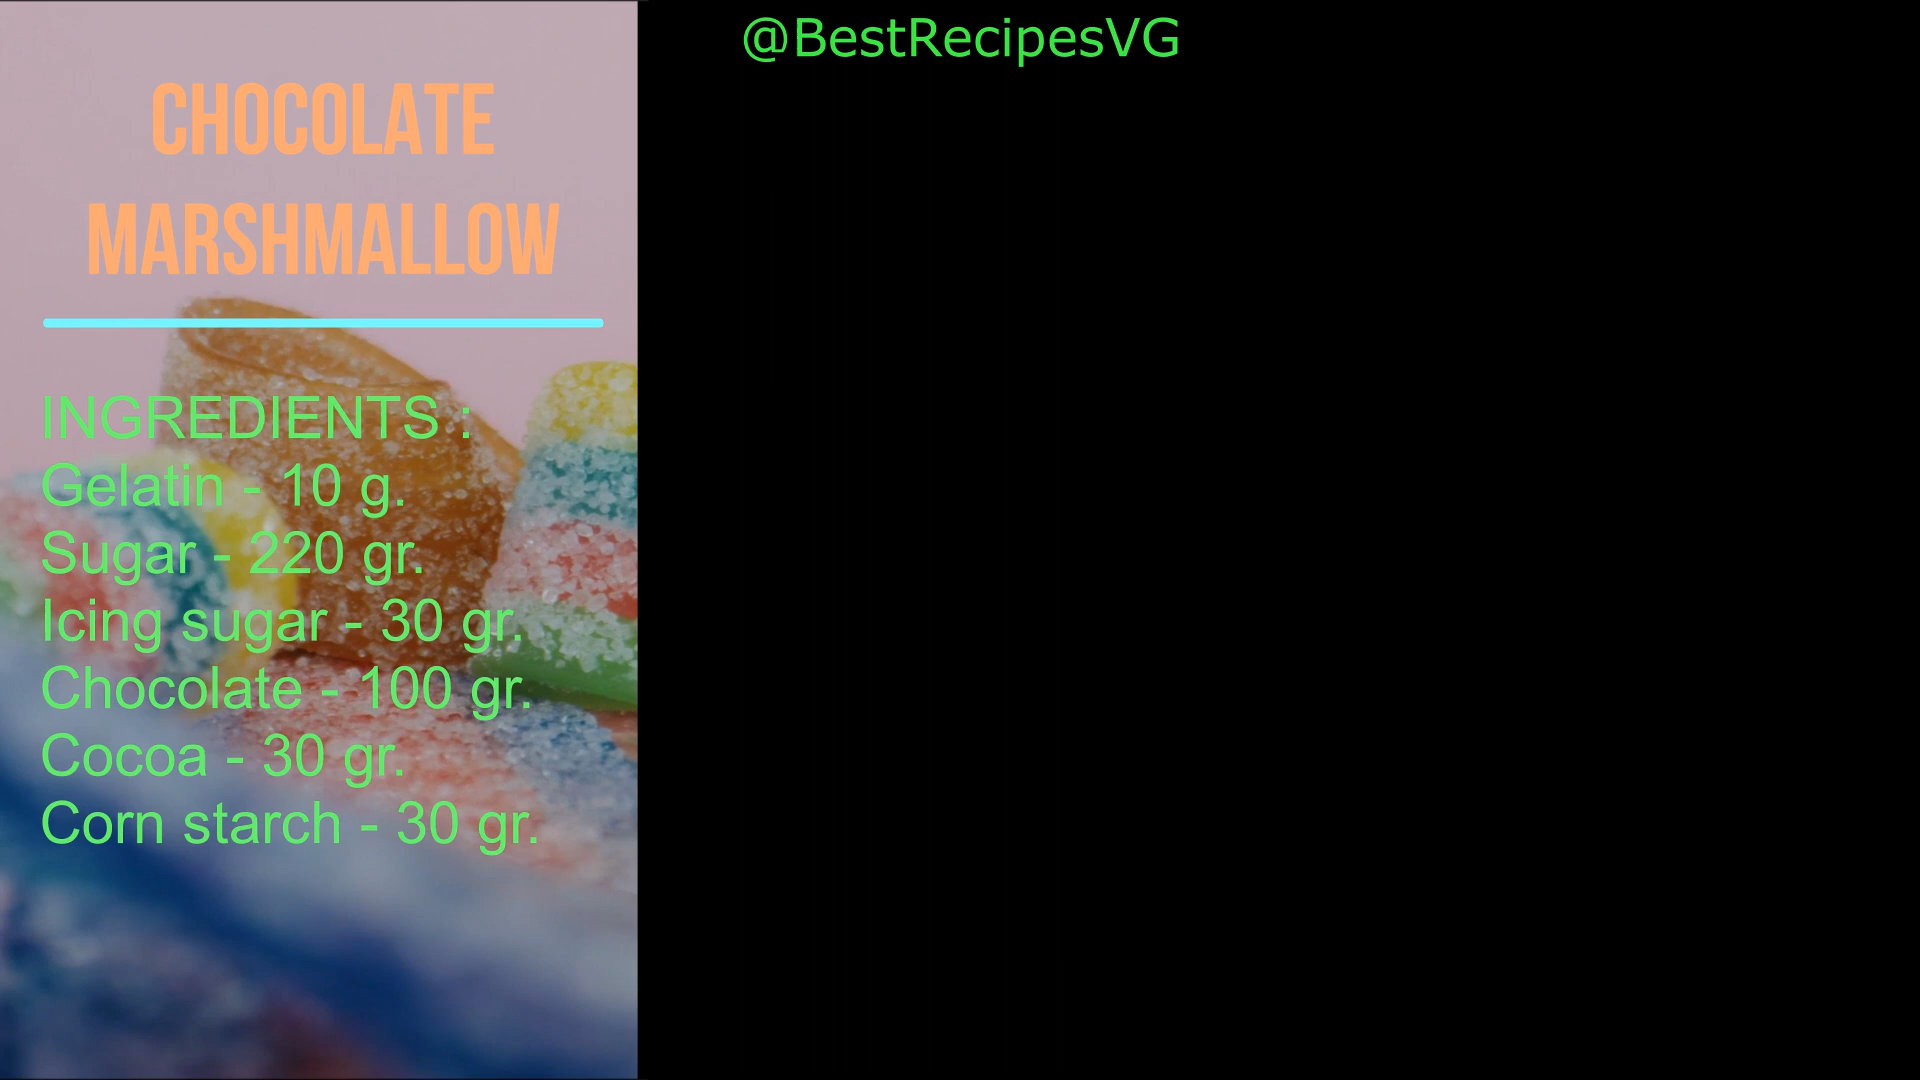 CHOCOLATE
MARSHMALLOW
INGREDIENTS :
Gelatin - 10 g.
Sugar - 220 gr.
Icing sugar - 30 gr.
Chocolate - 100 gr.
Cocoa - 30 gr.
Corn starch - 30 gr.
@BestRecipesVG